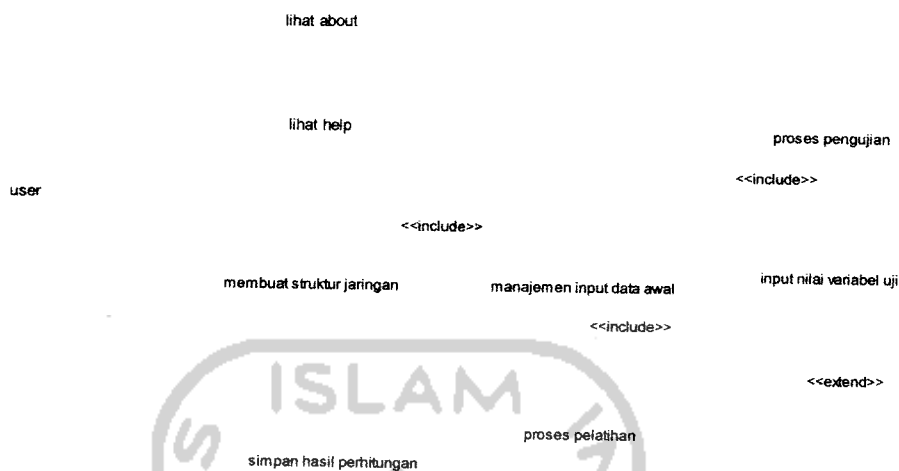 lihat about
lihat help
proses pengujian
<<include>>
user
<<include>>
membuat struktur jaringan
manajemen input data awal
input nilai variabel uji
<<include>>
<<extend>>
ISLAM
proses pelatihan
simpan hasil perhitungan